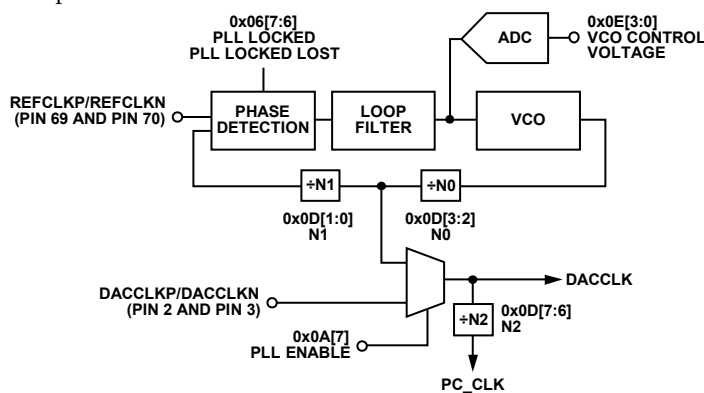 0x06[7:6]
PLL LOCKED
PLL LOCKED LOST
ADC
0x0E[3:0]
VCO CONTROL
VOLTAGE
REFCLKP/REFCLKN
(PIN 69 AND PIN 70)
PHASE
DETECTION
LOOP
FILTER
VCO
÷N1
÷N0
0x0D[1:0]
N1
0x0D[3:2]
N0
DACCLK
DACCLKP/DACCLKN
(PIN 2 AND PIN 3)
÷N2
0x0D[7:6]
N2
0x0A[7]
PLL ENABLE
PC_CLK